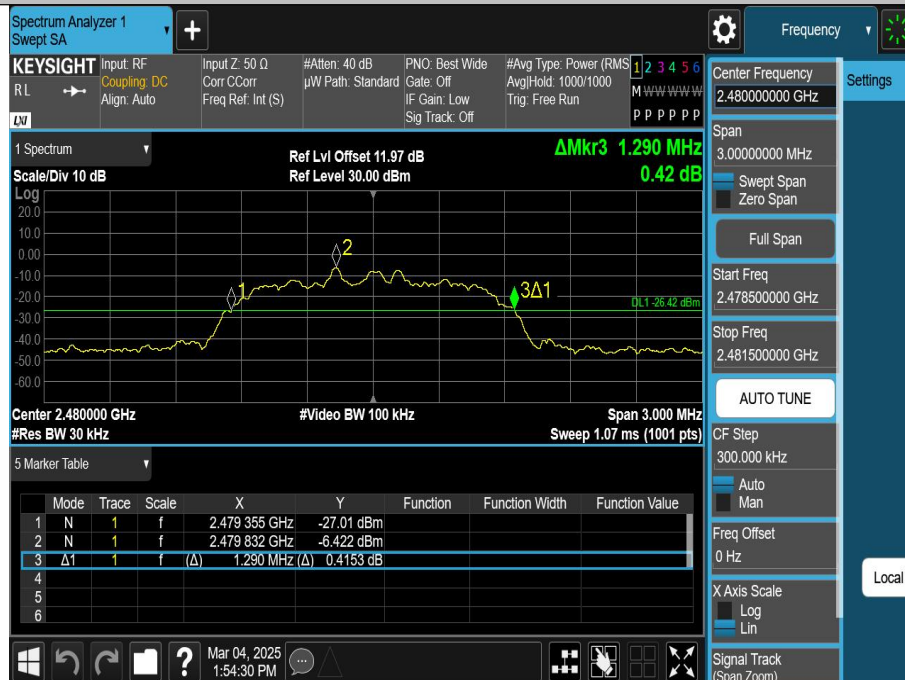 Spectrum Analyzer 1
Swept SA
Frequency
KEYSIGHT
RL
LXI
Input: RF
Coupling: DC
Align: Auto
Input Z: 50 Ω
Corr CCorr
Freq Ref: Int (S)
#Atten: 40 dB
µW Path: Standard
PNO: Best Wide
Gate: Off
IF Gain: Low
Sig Track: Off
#Avg Type: Power (RMS
Avg|Hold: 1000/1000
Trig: Free Run
1 2 3 4 5 6
M W W W W W
P P P P P P
1 Spectrum
Scale/Div 10 dB
Ref Lvl Offset 11.97 dB
Ref Level 30.00 dBm
ΔMkr3 1.290 MHz
0.42 dB
Log
20.0
10.0
0.00
-10.0
-20.0
-30.0
-40.0
-50.0
-60.0
1
2
3Δ1
DL1 -26.42 dBm
Center 2.480000 GHz
#Video BW 100 kHz
Span 3.000 MHz
#Res BW 30 kHz
Sweep 1.07 ms (1001 pts)
5 Marker Table
Mode Trace Scale X Y Function Function Width Function Value
1 N 1 f 2.479 355 GHz -27.01 dBm
2 N 1 f 2.479 832 GHz -6.422 dBm
3 Δ1 1 f (Δ) 1.290 MHz (Δ) 0.4153 dB
4
5
6
?
Mar 04, 2025
1:54:30 PM
Center Frequency
2.480000000 GHz
Settings
Span
3.00000000 MHz
Swept Span
Zero Span
Full Span
Start Freq
2.478500000 GHz
Stop Freq
2.481500000 GHz
AUTO TUNE
CF Step
300.000 kHz
Auto
Man
Freq Offset
0 Hz
Local
X Axis Scale
Log
Lin
Signal Track
(Span Zoom)